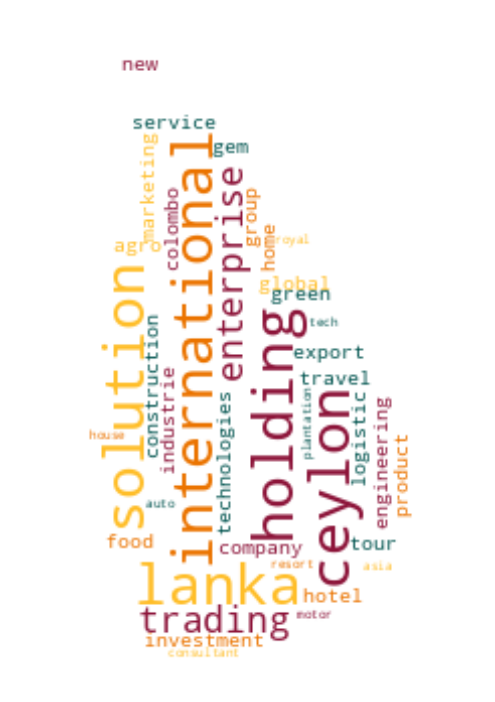 new
service
marketing
international
gem
enterprise
colombo
group
home
royal
agro
solution
global
green
holding
construction
tech
export
industrie
travel
ceylon
technologies
plantation
logistic
engineering
product
house
auto
food
company
tour
lanka
resort
asia
hotel
trading
motor
investment
consultant